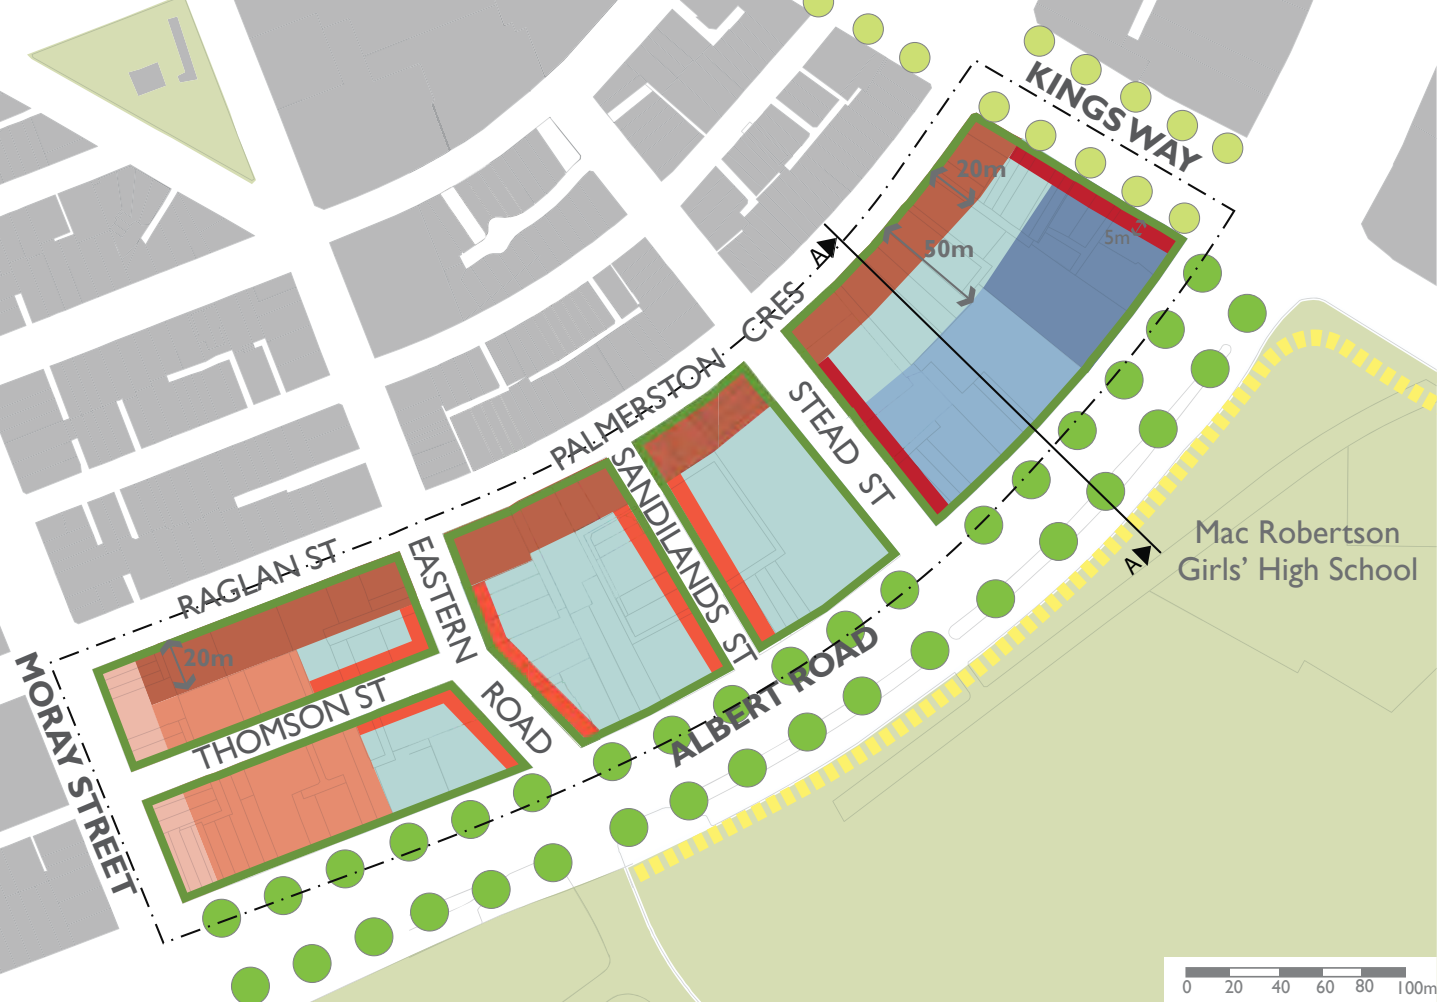 KINGS WAY
20m
5m
50m
A
CRES
PALMERSTON
STEAD ST
SANDILANDS ST
Mac Robertson
Girls' High School
A
RAGLAN ST
EASTERN
ROAD
20m
THOMSON ST
MORAY STREET
ALBERT ROAD
0 20 40 60 80 100m